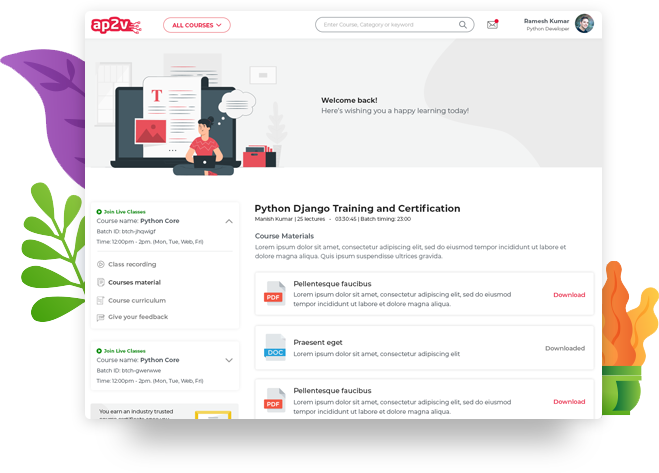 ap2v
ALL COURSES
Enter Course, Category or keyword
Ramesh Kumar
Python Developer
T
Welcome back!
Here's wishing you a happy learning today!
Join Live Classes
Course Name: Python Core
Batch ID: btch-jhqwigf
Time: 12:00pm - 2pm, (Mon, Tue, Web, Fri)
Class recording
Courses material
Course curriculum
Give your feedback
Join Live Classes
Course Name: Python Core
Batch ID: btch-gwenwwe
Time: 12:00pm - 2pm, (Mon, Tue, Web, Fri)
You earn an industry trusted
Python Django Training and Certification
Manish Kumar | 25 lectures - 03:30:45 | Batch timing: 23:00
Course Materials
Lorem ipsum dolor sit amet, consectetur adipiscing elit, sed do eiusmod tempor incididunt ut labore et
dolore magna aliqua. Quis ipsum suspendisse ultrices gravida.
PDF
Pellentesque faucibus
Lorem ipsum dolor sit amet, consectetur adipiscing elit, sed do eiusmod
tempor incididunt ut labore et dolore magna aliqua.
Download
DOC
Praesent eget
Lorem ipsum dolor sit amet, consectetur adipiscing elit
Downloaded
PDF
Pellentesque faucibus
Lorem ipsum dolor sit amet, consectetur adipiscing elit, sed do eiusmod
tempor incididunt ut labore et dolore magna aliqua.
Download